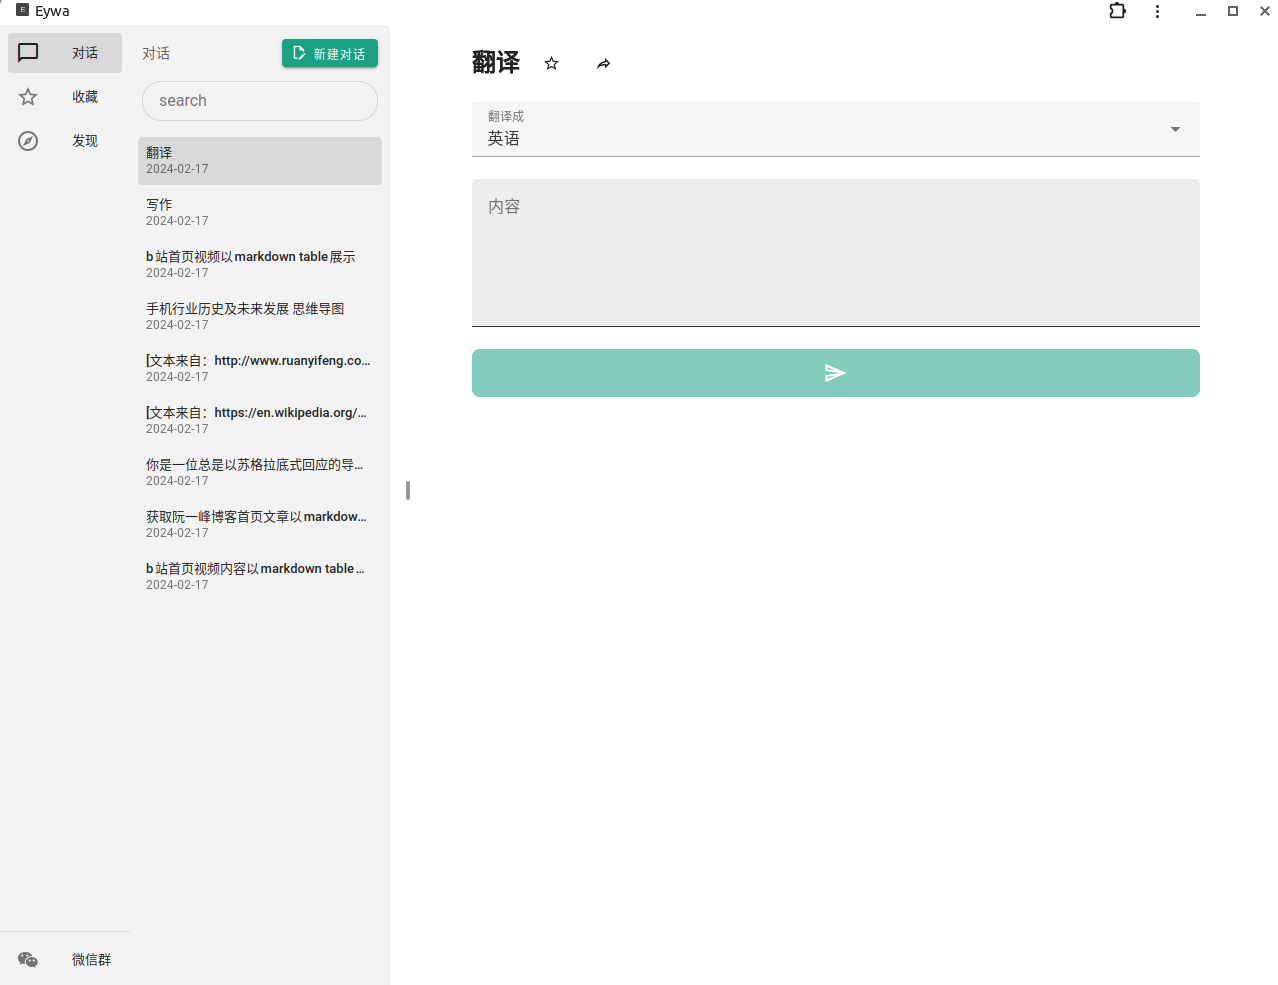 Eywa
对话
收藏
发现
微信群
对话
新建对话
search
翻译
2024-02-17
写作
2024-02-17
b站首页视频以markdown table展示
2024-02-17
手机行业历史及未来发展 思维导图
2024-02-17
[文本来自：http://www.ruanyifeng.co...
2024-02-17
[文本来自：https://en.wikipedia.org/...
2024-02-17
你是一位总是以苏格拉底式回应的导...
2024-02-17
获取阮一峰博客首页文章以markdow...
2024-02-17
b站首页视频内容以markdown table...
2024-02-17
翻译
翻译成
英语
内容